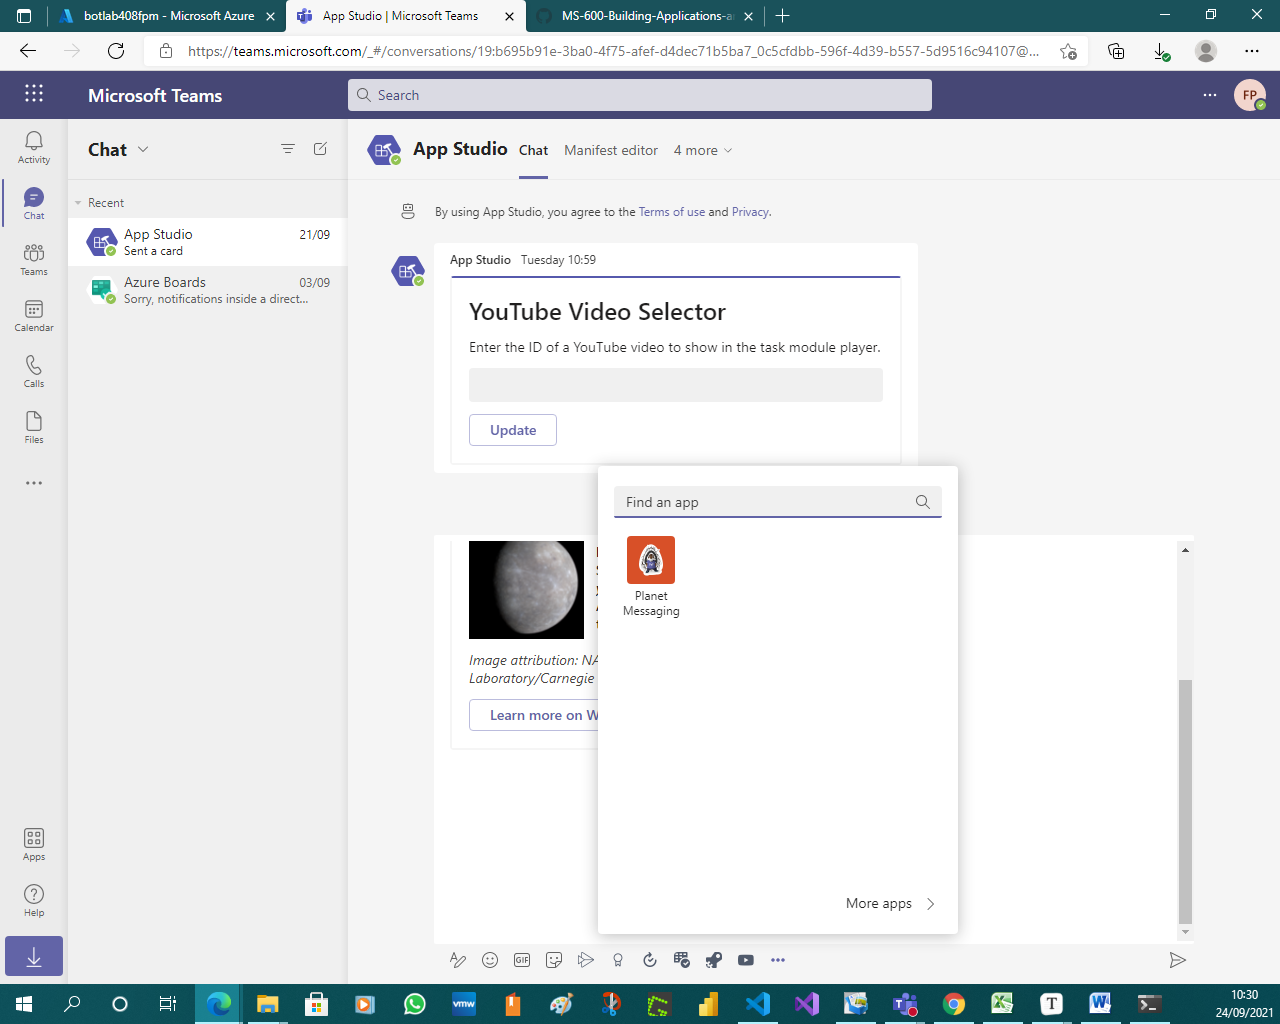 botlab408fpm - Microsoft Azure
App Studio | Microsoft Teams
MS-600-Building-Applications-a
https://teams.microsoft.com/_#/conversations/19:b695b91e-3ba0-4f75-afef-d4dec71b5ba7_0c5cfdbb-596f-4d39-b557-5d9516c94107@...
Microsoft Teams
Search
FP
Activity
Chat
Teams
Calendar
Calls
Files
Apps
Help
Chat
Recent
App Studio 21/09
Sent a card
Azure Boards 03/09
Sorry, notifications inside a direct...
App Studio Chat Manifest editor 4 more
By using App Studio, you agree to the Terms of use and Privacy.
App Studio Tuesday 10:59
YouTube Video Selector
Enter the ID of a YouTube video to show in the task module player.
Update
Find an app
Planet
Messaging
More apps
Image attribution: NA
Laboratory/Carnegie
Learn more on W
GIF
vmw
10:30
24/09/2021